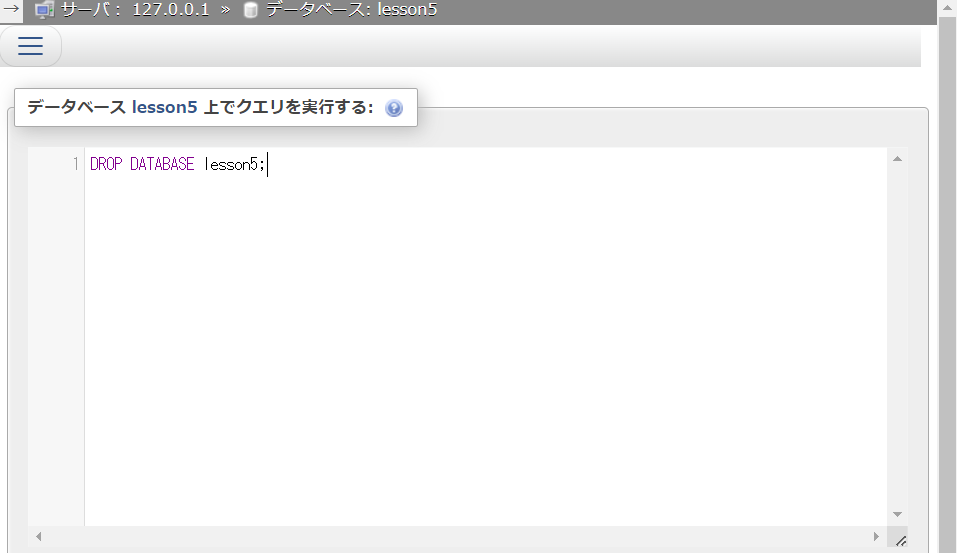 → サーバ: 127.0.0.1 » データベース: lesson5
データベース lesson5 上でクエリを実行する: ?
1 DROP DATABASE lesson5;